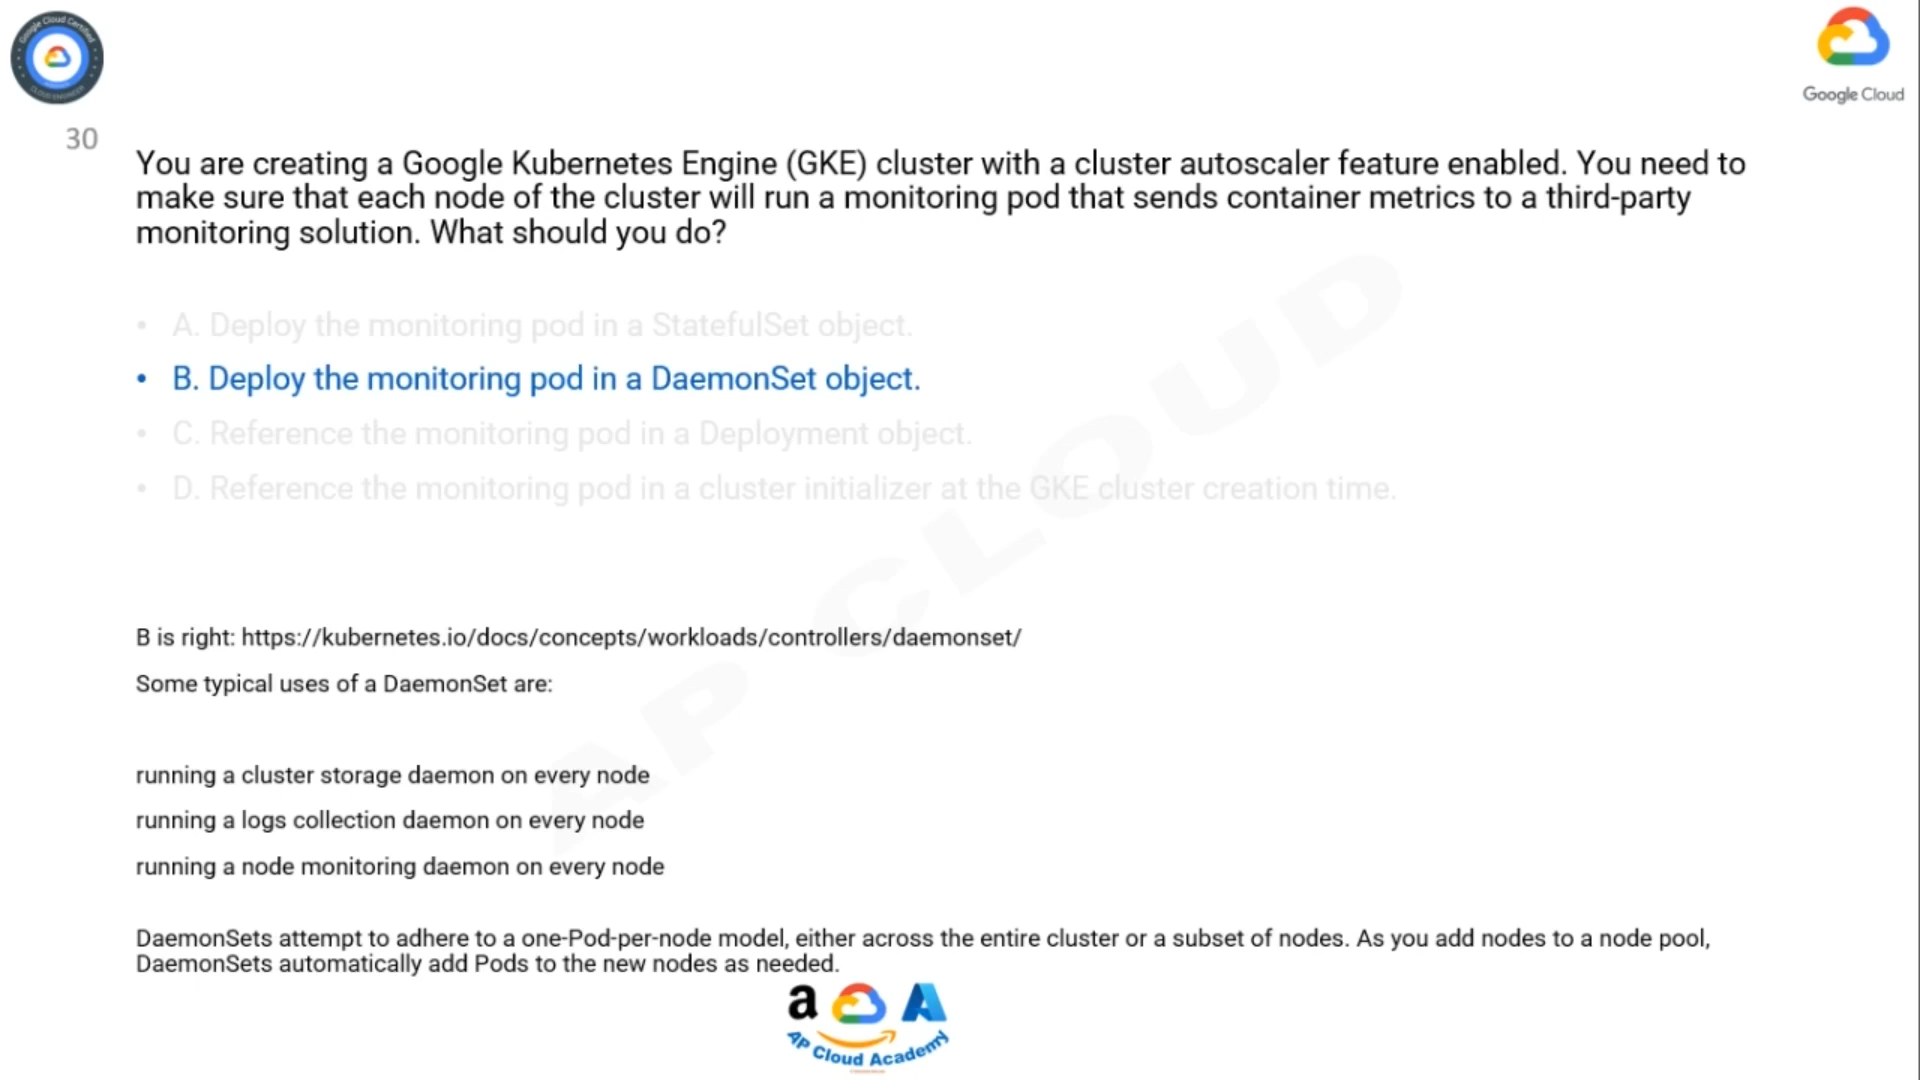 Google Cloud Certified
CLOUD ENGINEER
Google Cloud
30
You are creating a Google Kubernetes Engine (GKE) cluster with a cluster autoscaler feature enabled. You need to
make sure that each node of the cluster will run a monitoring pod that sends container metrics to a third-party
monitoring solution. What should you do?
• A. Deploy the monitoring pod in a StatefulSet object.
• B. Deploy the monitoring pod in a DaemonSet object.
• C. Reference the monitoring pod in a Deployment object.
• D. Reference the monitoring pod in a cluster initializer at the GKE cluster creation time.
AP CLOUD
B is right: https://kubernetes.io/docs/concepts/workloads/controllers/daemonset/
Some typical uses of a DaemonSet are:
running a cluster storage daemon on every node
running a logs collection daemon on every node
running a node monitoring daemon on every node
DaemonSets attempt to adhere to a one-Pod-per-node model, either across the entire cluster or a subset of nodes. As you add nodes to a node pool,
DaemonSets automatically add Pods to the new nodes as needed.
a
AP Cloud Academy